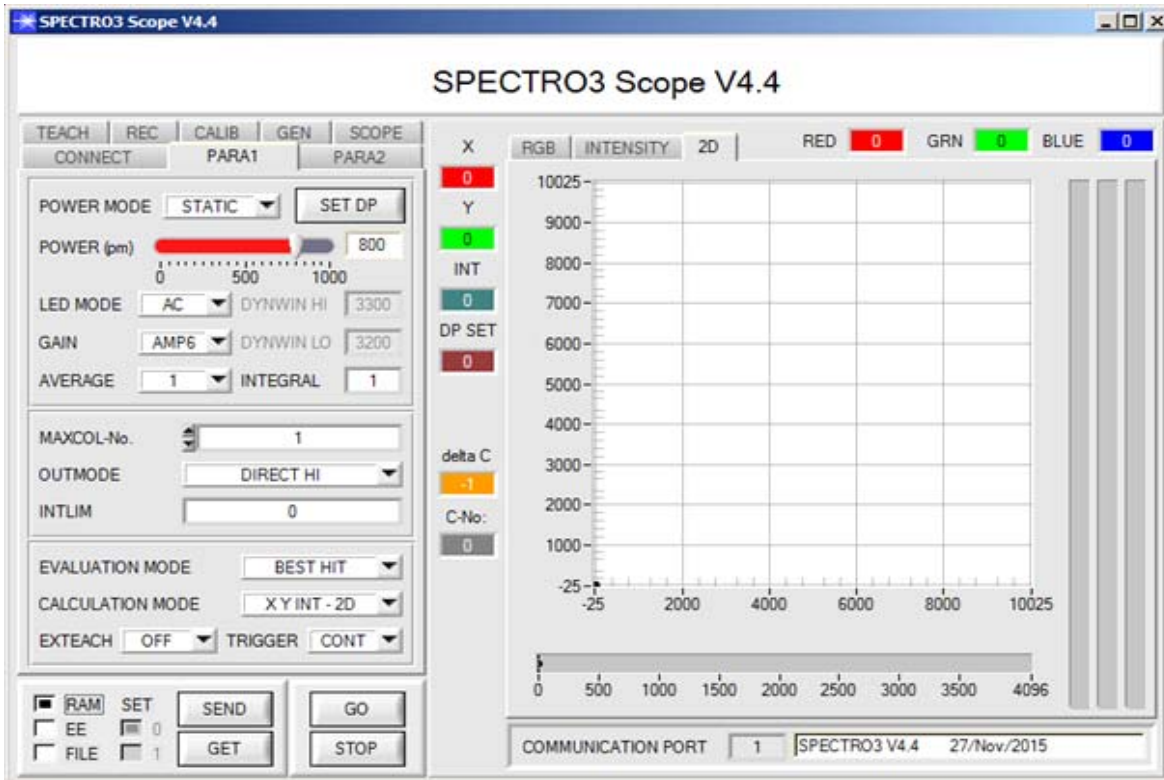 SPECTRO3 Scope V4.4
SPECTRO3 Scope V4.4
TEACH REC CALIB GEN SCOPE
CONNECT PARA1 PARA2
POWER MODE STATIC SET DP
POWER (pm) 800
0 500 1000
LED MODE AC DYNWIN HI 3300
GAIN AMP6 DYNWIN LO 3200
AVERAGE 1 INTEGRAL 1
MAXCOL-No. 1
OUTMODE DIRECT HI
INTLIM 0
EVALUATION MODE BEST HIT
CALCULATION MODE X Y INT - 2D
EXTEACH OFF TRIGGER CONT
RAM SET SEND GO
EE 0
FILE 1 GET STOP
X
0
Y
0
INT
0
DP SET
0
delta C
-1
C-No:
0
RGB INTENSITY 2D RED 0 GRN 0 BLUE 0
10025
9000
8000
7000
6000
5000
4000
3000
2000
1000
-25
-25 2000 4000 6000 8000 10025
0 500 1000 1500 2000 2500 3000 3500 4096
COMMUNICATION PORT 1 SPECTRO3 V4.4 27/Nov/2015